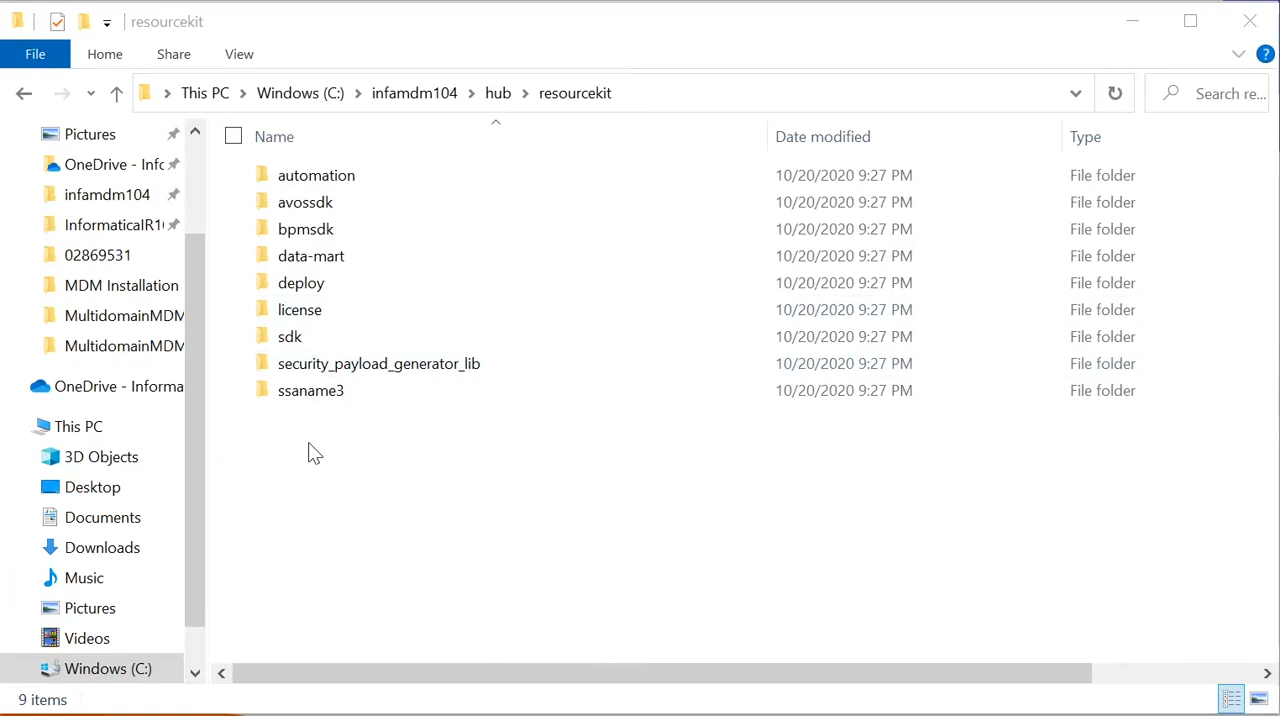 resourcekit
File Home Share View
This PC Windows (C:) infamdm104 hub resourcekit Search re...
Name Date modified Type
Pictures
OneDrive - Info
infamdm104
InformaticaIR1
02869531
MDM Installation
MultidomainMDM
MultidomainMDM
OneDrive - Informa
This PC
3D Objects
Desktop
Documents
Downloads
Music
Pictures
Videos
Windows (C:)
automation 10/20/2020 9:27 PM File folder
avossdk 10/20/2020 9:27 PM File folder
bpmsdk 10/20/2020 9:27 PM File folder
data-mart 10/20/2020 9:27 PM File folder
deploy 10/20/2020 9:27 PM File folder
license 10/20/2020 9:27 PM File folder
sdk 10/20/2020 9:27 PM File folder
security_payload_generator_lib 10/20/2020 9:27 PM File folder
ssaname3 10/20/2020 9:27 PM File folder
9 items